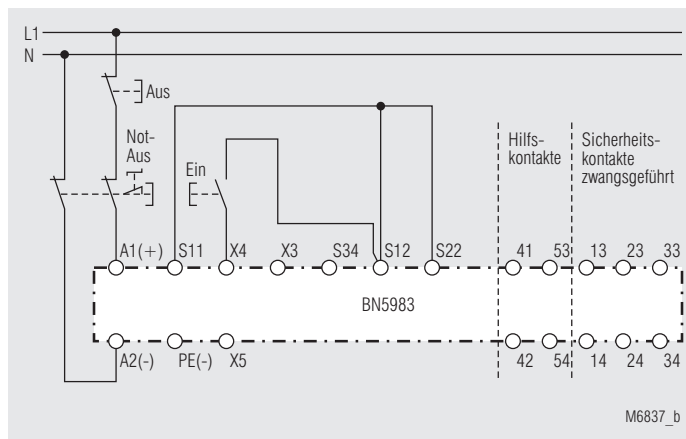 L1
N
Aus
Not-
Aus
Ein
Hilfs-
kontakte
Sicherheits-
kontakte
zwangsgeführt
A1(+) S11 X4 X3 S34 S12 S22 41 53 13 23 33
BN5983
A2(-) PE(-) X5 42 54 14 24 34
M6837_b